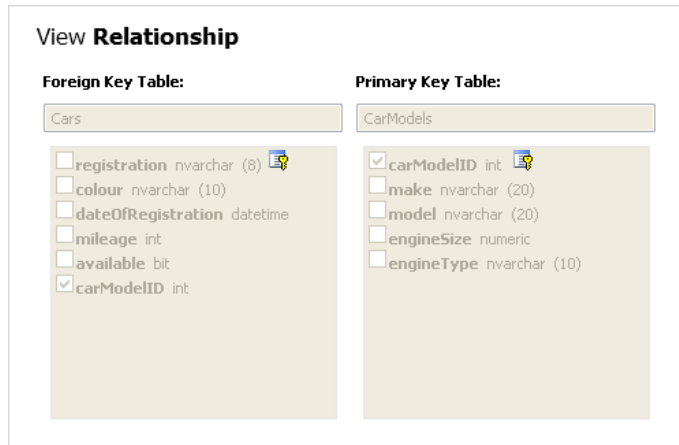 View Relationship
Foreign Key Table:
Primary Key Table:
Cars
CarModels
registration nvarchar (8)
colour nvarchar (10)
dateOfRegistration datetime
mileage int
available bit
carModelID int
carModelID int
make nvarchar (20)
model nvarchar (20)
engineSize numeric
engineType nvarchar (10)